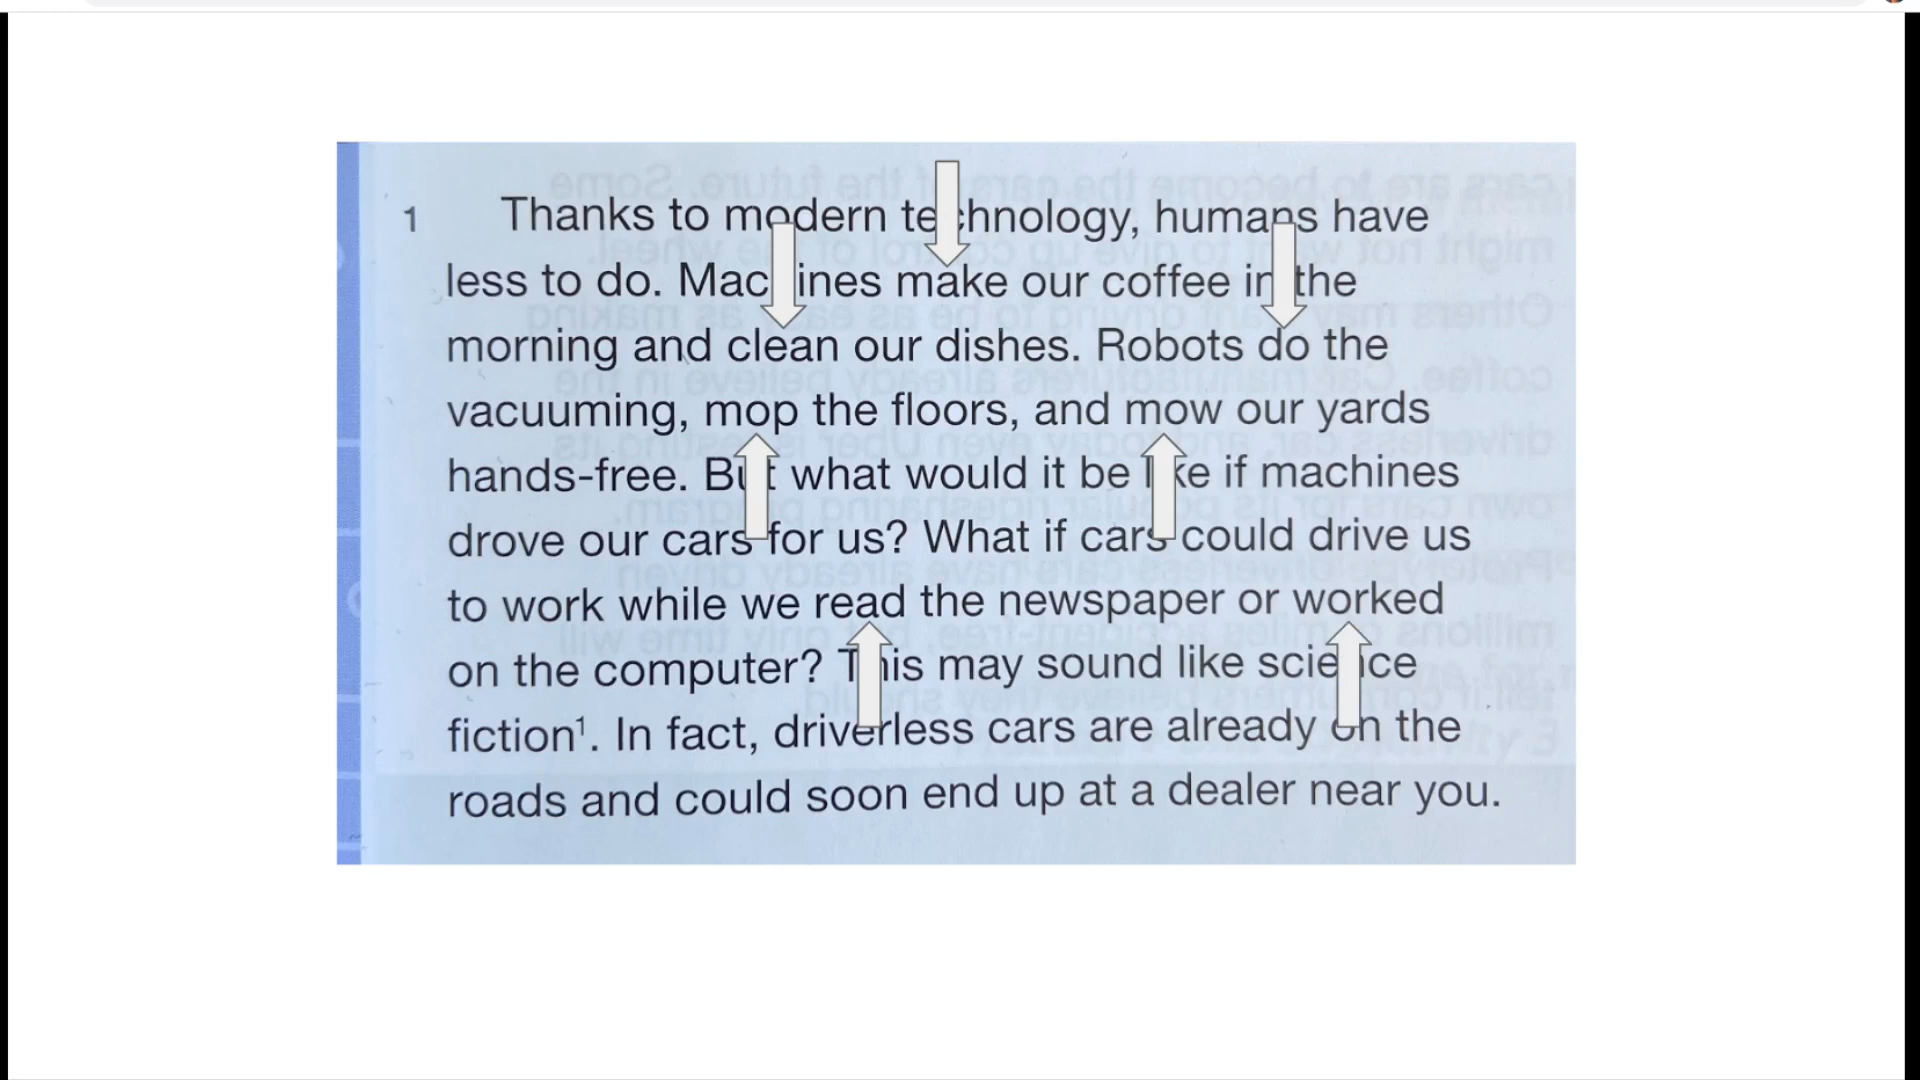 1 Thanks to modern technology, humans have
less to do. Machines make our coffee in the
morning and clean our dishes. Robots do the
vacuuming, mop the floors, and mow our yards
hands-free. But what would it be like if machines
drove our cars for us? What if cars could drive us
to work while we read the newspaper or worked
on the computer? This may sound like science
fiction¹. In fact, driverless cars are already on the
roads and could soon end up at a dealer near you.